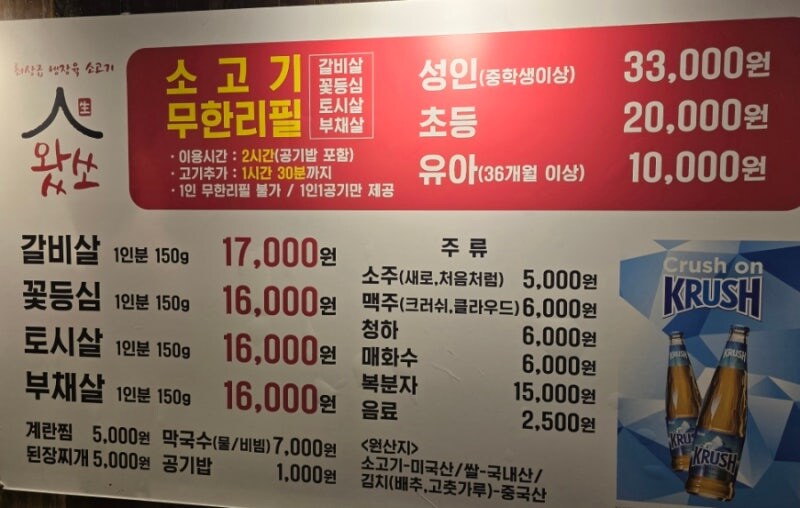 최상급 냉장육 소고기
人生
왔쏘
소고기
무한리필
갈비살
꽃등심
토시살
부채살
· 이용시간 : 2시간(공기밥 포함)
· 고기추가 : 1시간 30분까지
· 1인 무한리필 불가 / 1인1공기만 제공
성인(중학생이상) 33,000원
초등 20,000원
유아(36개월 이상) 10,000원
갈비살 1인분 150g 17,000원
꽃등심 1인분 150g 16,000원
토시살 1인분 150g 16,000원
부채살 1인분 150g 16,000원
계란찜 5,000원 막국수(물/비빔) 7,000원
된장찌개 5,000원 공기밥 1,000원
주 류
소주(새로,처음처럼) 5,000원
맥주(크러쉬,클라우드) 6,000원
청하 6,000원
매화수 6,000원
복분자 15,000원
음료 2,500원
<원산지>
소고기-미국산/쌀-국내산/
김치(배추,고춧가루)-중국산
Crush on
KRUSH
KRUSH
KRUSH